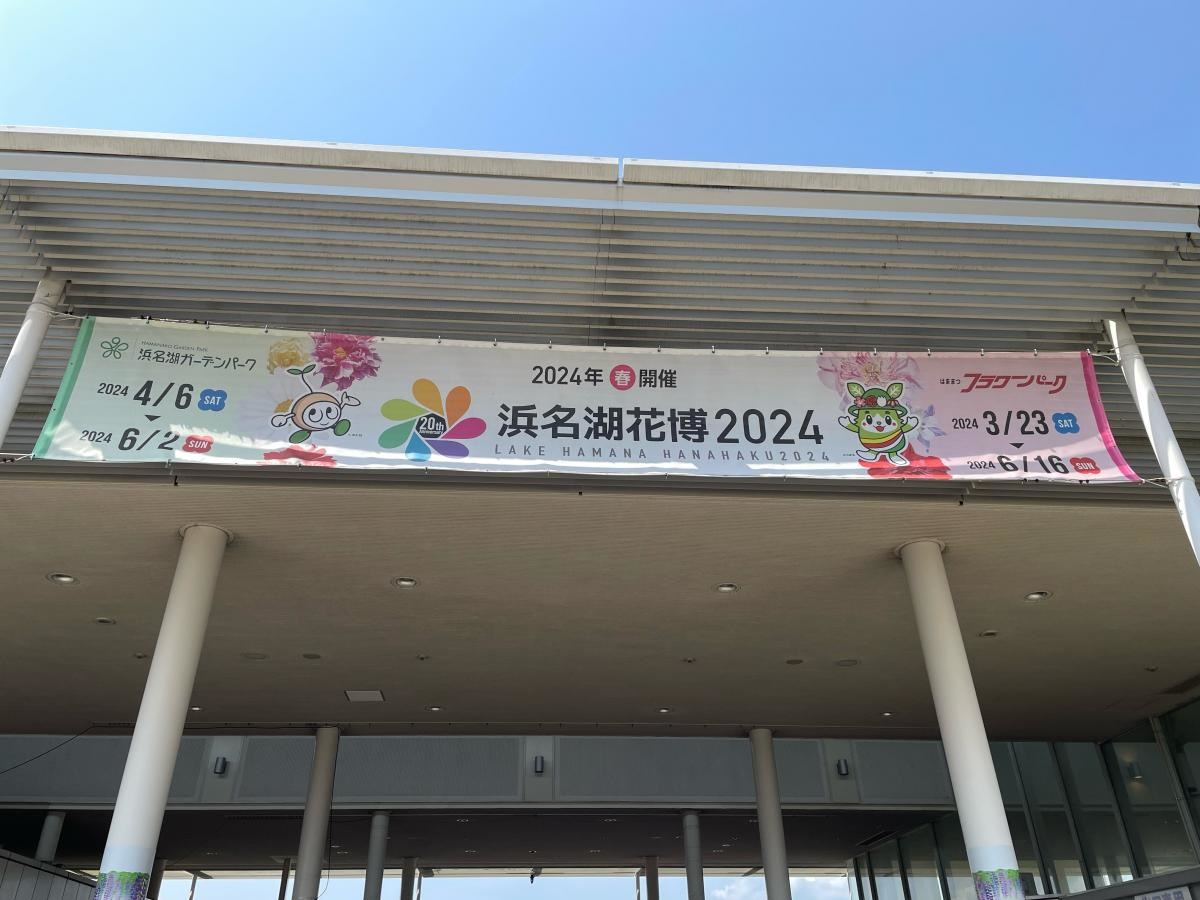 HAMANAKO GARDEN PARK
浜名湖ガーデンパーク
2024 4/6 SAT
2024 6/2 SUN
20th
Anniversary
2024年 春 開催
浜名湖花博2024
LAKE HAMANA HANAHAKU2024
はままつ フラワーパーク
2024 3/23 SAT
2024 6/16 SUN